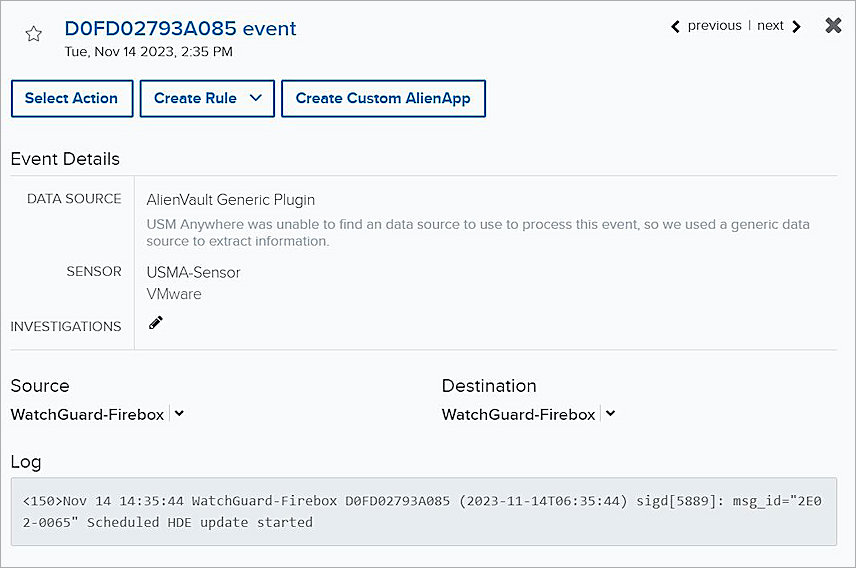 D0FD02793A085 event
previous | next
Tue, Nov 14 2023, 2:35 PM
Select Action
Create Rule
Create Custom AlienApp
Event Details
DATA SOURCE
AlienVault Generic Plugin
USM Anywhere was unable to find an data source to use to process this event, so we used a generic data
source to extract information.
SENSOR
USMA-Sensor
VMware
INVESTIGATIONS
Source
Destination
WatchGuard-Firebox
WatchGuard-Firebox
Log
<150>Nov 14 14:35:44 WatchGuard-Firebox D0FD02793A085 (2023-11-14T06:35:44) sigd[5889]: msg_id="2E0
2-0065" Scheduled HDE update started